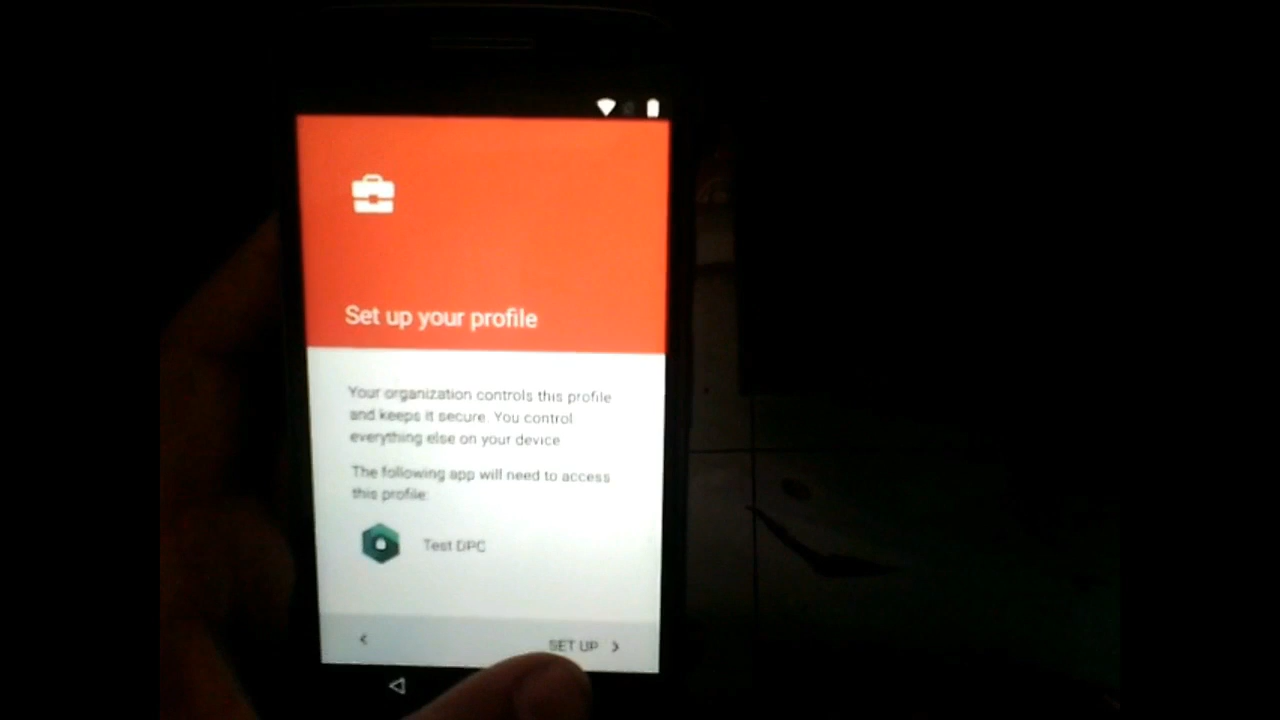 Set up your profile
Your organization controls this profile
and keeps it secure. You control
everything else on your device
The following app will need to access
this profile:
Test DPC
SET UP